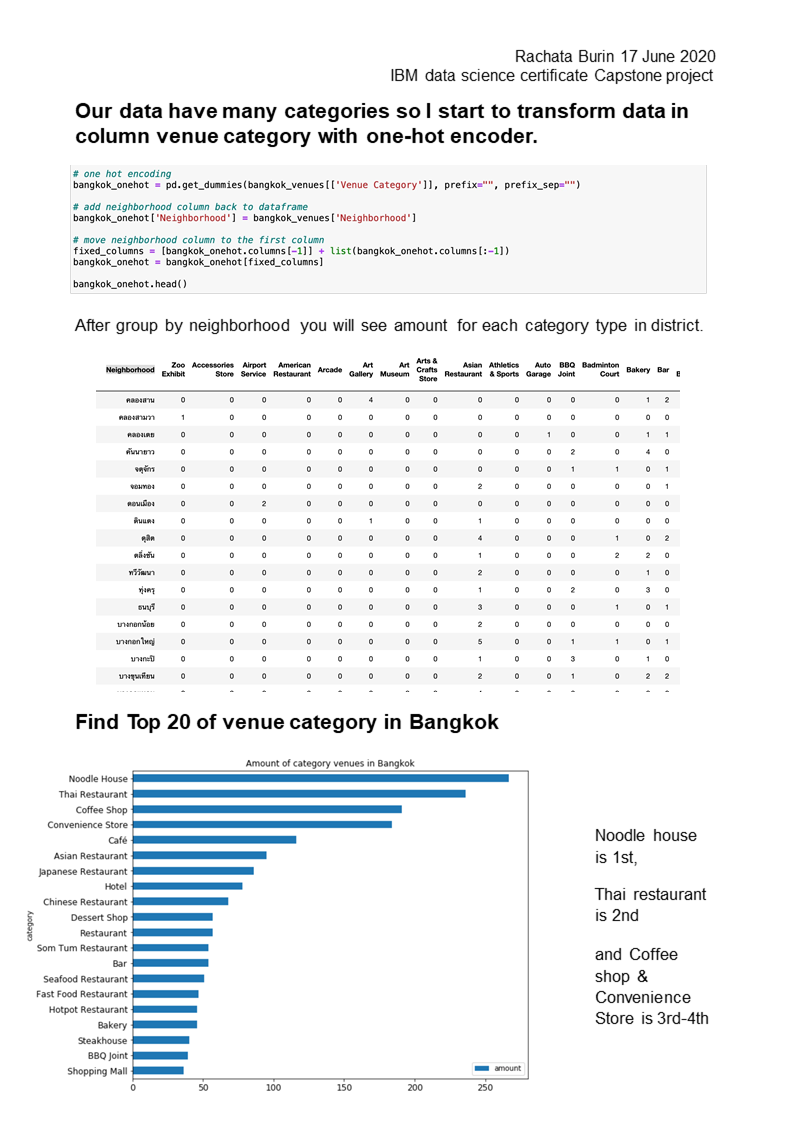 Rachata Burin 17 June 2020
IBM data science certificate Capstone project
Our data have many categories so I start to transform data in
column venue category with one-hot encoder.
# one hot encoding
bangkok_onehot = pd.get_dummies(bangkok_venues[['Venue Category']], prefix="", prefix_sep="")
# add neighborhood column back to dataframe
bangkok_onehot['Neighborhood'] = bangkok_venues['Neighborhood']
# move neighborhood column to the first column
fixed_columns = [bangkok_onehot.columns[-1]] + list(bangkok_onehot.columns[:-1])
bangkok_onehot = bangkok_onehot[fixed_columns]
bangkok_onehot.head()
After group by neighborhood you will see amount for each category type in district.
Neighborhood Zoo Exhibit Accessories Store Airport Service American Restaurant Arcade Art Gallery Art Museum Arts & Crafts Store Asian Restaurant Athletics & Sports Auto Garage BBQ Joint Badminton Court Bakery Bar
คลองสาน 0 0 0 0 0 4 0 0 0 0 0 0 0 1 2
คลองสามวา 1 0 0 0 0 0 0 0 0 0 0 0 0 0 0
คลองเตย 0 0 0 0 0 0 0 0 0 0 1 0 0 1 1
คันนายาว 0 0 0 0 0 0 0 0 0 0 0 2 0 4 0
จตุจักร 0 0 0 0 0 0 0 0 0 0 0 1 1 0 1
จอมทอง 0 0 0 0 0 0 0 0 2 0 0 0 0 0 1
ดอนเมือง 0 0 2 0 0 0 0 0 0 0 0 0 0 0 0
ดินแดง 0 0 0 0 0 1 0 0 1 0 0 0 0 0 0
ดุสิต 0 0 0 0 0 0 0 0 4 0 0 0 1 0 2
ตลิ่งชัน 0 0 0 0 0 0 0 0 1 0 0 0 2 2 0
ทวีวัฒนา 0 0 0 0 0 0 0 0 2 0 0 0 0 1 0
ทุ่งครุ 0 0 0 0 0 0 0 0 1 0 0 2 0 3 0
ธนบุรี 0 0 0 0 0 0 0 0 3 0 0 0 1 0 1
บางกอกน้อย 0 0 0 0 0 0 0 0 2 0 0 0 0 0 0
บางกอกใหญ่ 0 0 0 0 0 0 0 0 5 0 0 1 1 0 1
บางกะปิ 0 0 0 0 0 0 0 0 1 0 0 3 0 1 0
บางขุนเทียน 0 0 0 0 0 0 0 0 2 0 0 1 0 2 2
Find Top 20 of venue category in Bangkok
Amount of category venues in Bangkok
category
Noodle House
Thai Restaurant
Coffee Shop
Convenience Store
Café
Asian Restaurant
Japanese Restaurant
Hotel
Chinese Restaurant
Dessert Shop
Restaurant
Som Tum Restaurant
Bar
Seafood Restaurant
Fast Food Restaurant
Hotpot Restaurant
Bakery
Steakhouse
BBQ Joint
Shopping Mall
0 50 100 150 200 250
amount
Noodle house
is 1st,
Thai restaurant
is 2nd
and Coffee
shop &
Convenience
Store is 3rd-4th